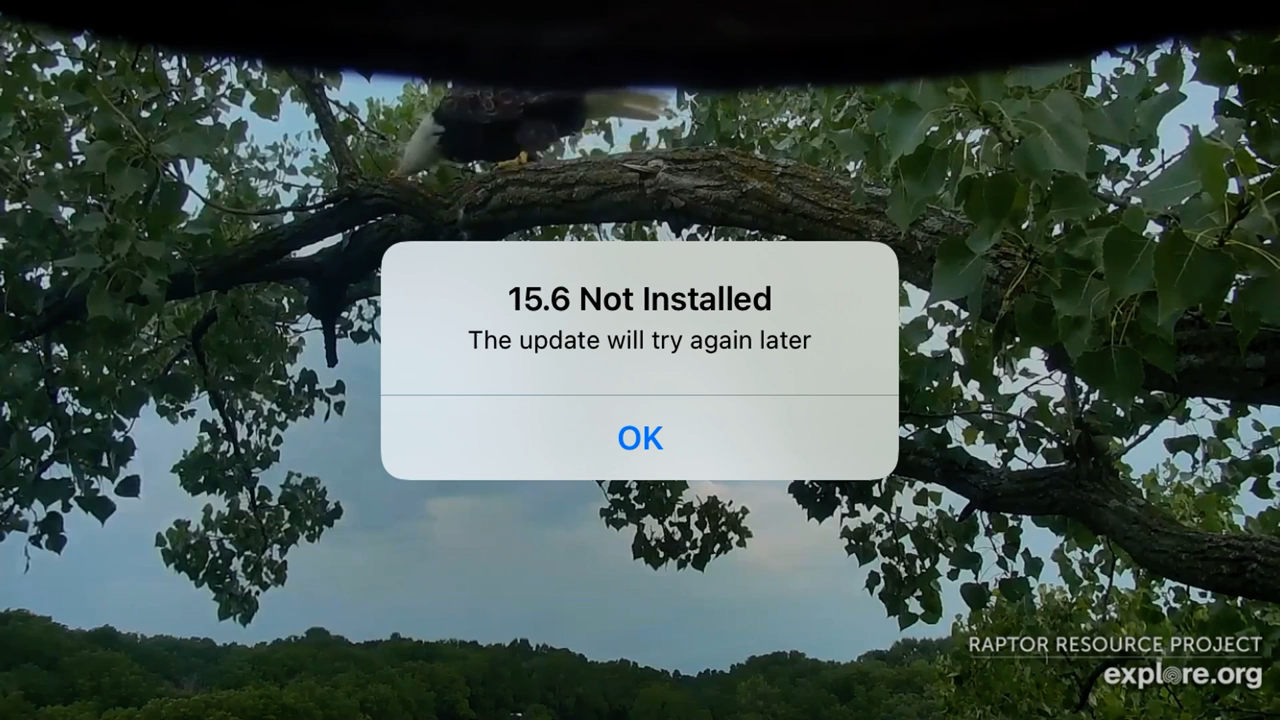 15.6 Not Installed
The update will try again later
OK
RAPTOR RESOURCE PROJECT
explore.org